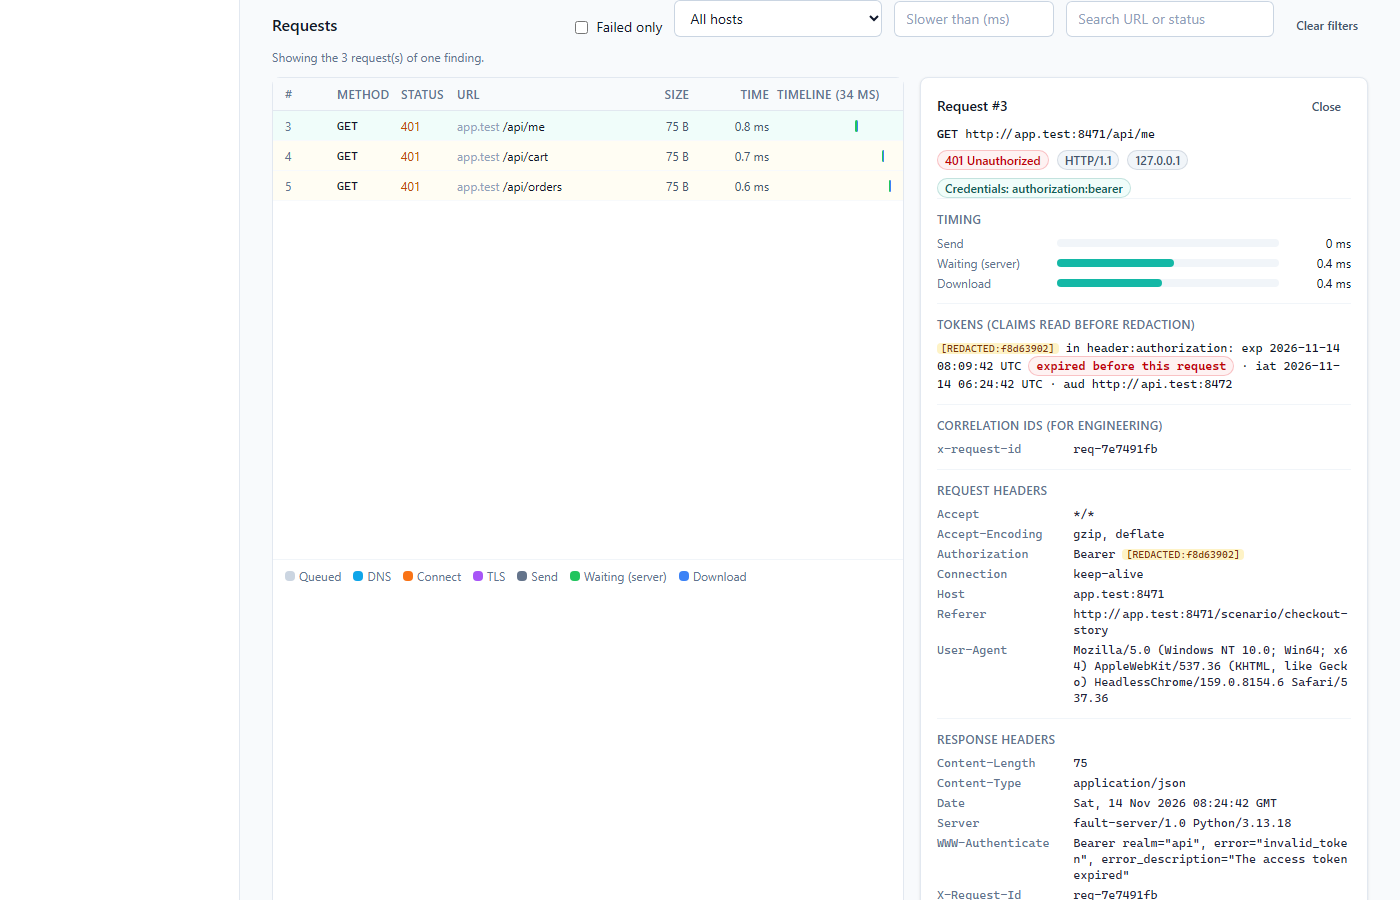 Requests
Failed only
All hosts
Slower than (ms)
Search URL or status
Clear filters
Showing the 3 request(s) of one finding.
# METHOD STATUS URL SIZE TIME TIMELINE (34 MS)
3 GET 401 app.test /api/me 75 B 0.8 ms
4 GET 401 app.test /api/cart 75 B 0.7 ms
5 GET 401 app.test /api/orders 75 B 0.6 ms
Queued DNS Connect TLS Send Waiting (server) Download
Request #3 Close
GET http://app.test:8471/api/me
401 Unauthorized HTTP/1.1 127.0.0.1
Credentials: authorization:bearer
TIMING
Send 0 ms
Waiting (server) 0.4 ms
Download 0.4 ms
TOKENS (CLAIMS READ BEFORE REDACTION)
[REDACTED:f8d63902] in header:authorization: exp 2026-11-14
08:09:42 UTC expired before this request · iat 2026-11-
14 06:24:42 UTC · aud http://api.test:8472
CORRELATION IDS (FOR ENGINEERING)
x-request-id req-7e7491fb
REQUEST HEADERS
Accept */*
Accept-Encoding gzip, deflate
Authorization Bearer [REDACTED:f8d63902]
Connection keep-alive
Host app.test:8471
Referer http://app.test:8471/scenario/checkout-
story
User-Agent Mozilla/5.0 (Windows NT 10.0; Win64; x6
4) AppleWebKit/537.36 (KHTML, like Geck
o) HeadlessChrome/159.0.8154.6 Safari/5
37.36
RESPONSE HEADERS
Content-Length 75
Content-Type application/json
Date Sat, 14 Nov 2026 08:24:42 GMT
Server fault-server/1.0 Python/3.13.18
WWW-Authenticate Bearer realm="api", error="invalid_toke
n", error_description="The access token
expired"
X-Request-Id req-7e7491fb